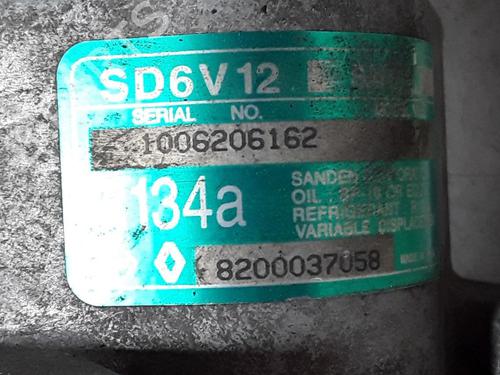 SD6V12
SERIAL NO.
1006206162
134a
SANDEN
OIL :
REFRIGERANT
VARIABLE
8200037058